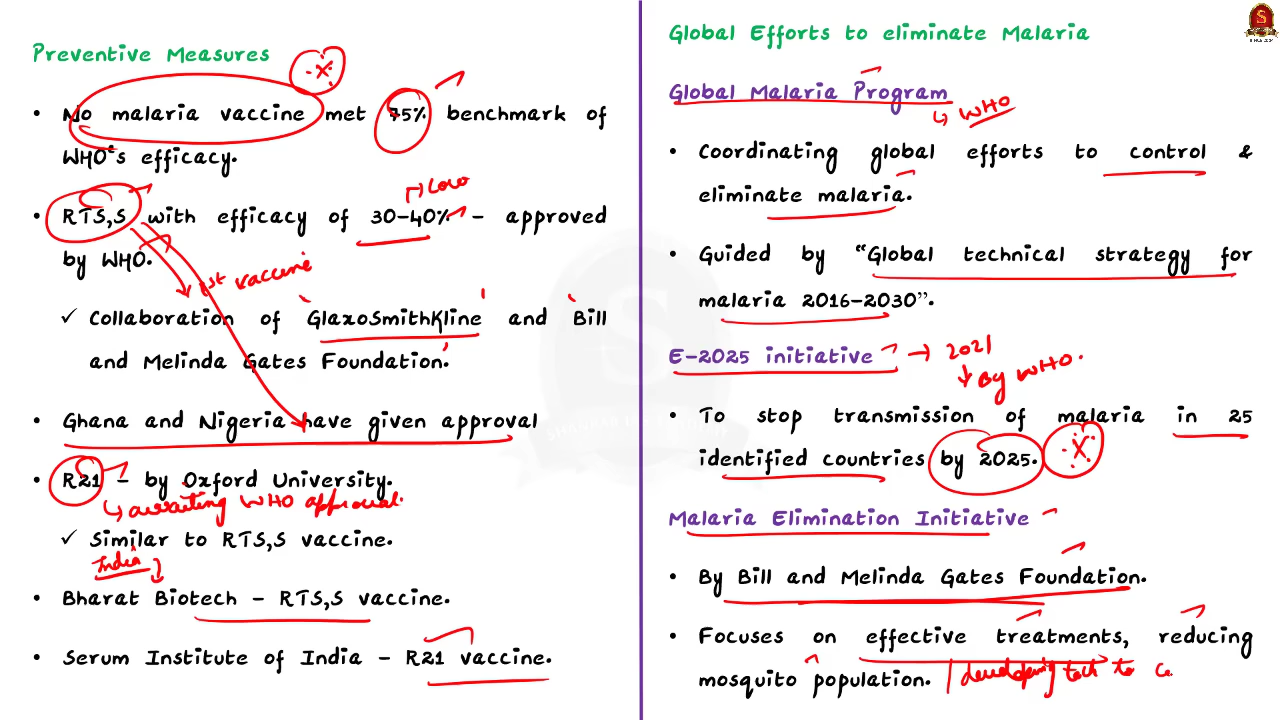 Preventive Measures
• No malaria vaccine met 75% benchmark of
WHO's efficacy.
Low
• RTS,S with efficacy of 30-40% - approved
by WHO.
1st vaccine
✓ Collaboration of 'GlaxoSmithKline' and 'Bill
and Melinda Gates Foundation.'
• Ghana and Nigeria have given approval
• R21 - by Oxford University.
awaiting WHO approval.
✓ Similar to RTS,S vaccine.
India
• Bharat Biotech - RTS,S vaccine.
• Serum Institute of India - R21 vaccine.
Global Efforts to eliminate Malaria
Global Malaria Program
WHO
• Coordinating global efforts to control &
eliminate malaria.
• Guided by "Global technical strategy for
malaria 2016-2030".
E-2025 initiative → 2021
By WHO.
• To stop transmission of malaria in 25
identified countries by 2025.
Malaria Elimination Initiative
• By Bill and Melinda Gates Foundation.
• Focuses on effective treatments, reducing
mosquito population. developing to